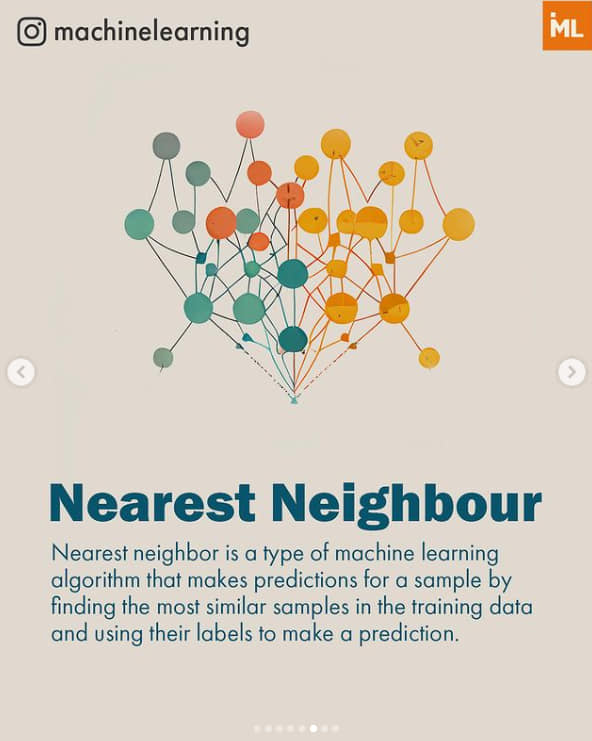 machinelearning
ML
Nearest Neighbour
Nearest neighbor is a type of machine learning
algorithm that makes predictions for a sample by
finding the most similar samples in the training data
and using their labels to make a prediction.